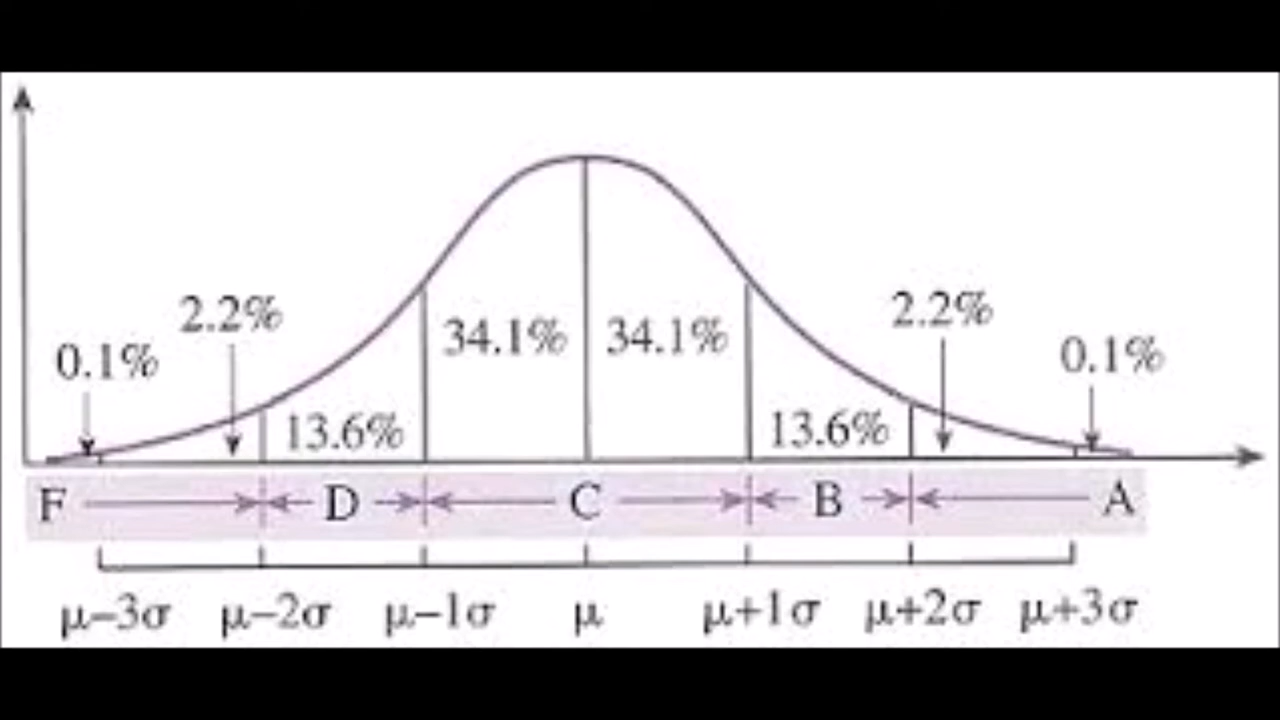 2.2% 2.2%
0.1% 34.1% 34.1% 0.1%
13.6% 13.6%
F D C B A
μ–3σ μ–2σ μ–1σ μ μ+1σ μ+2σ μ+3σ